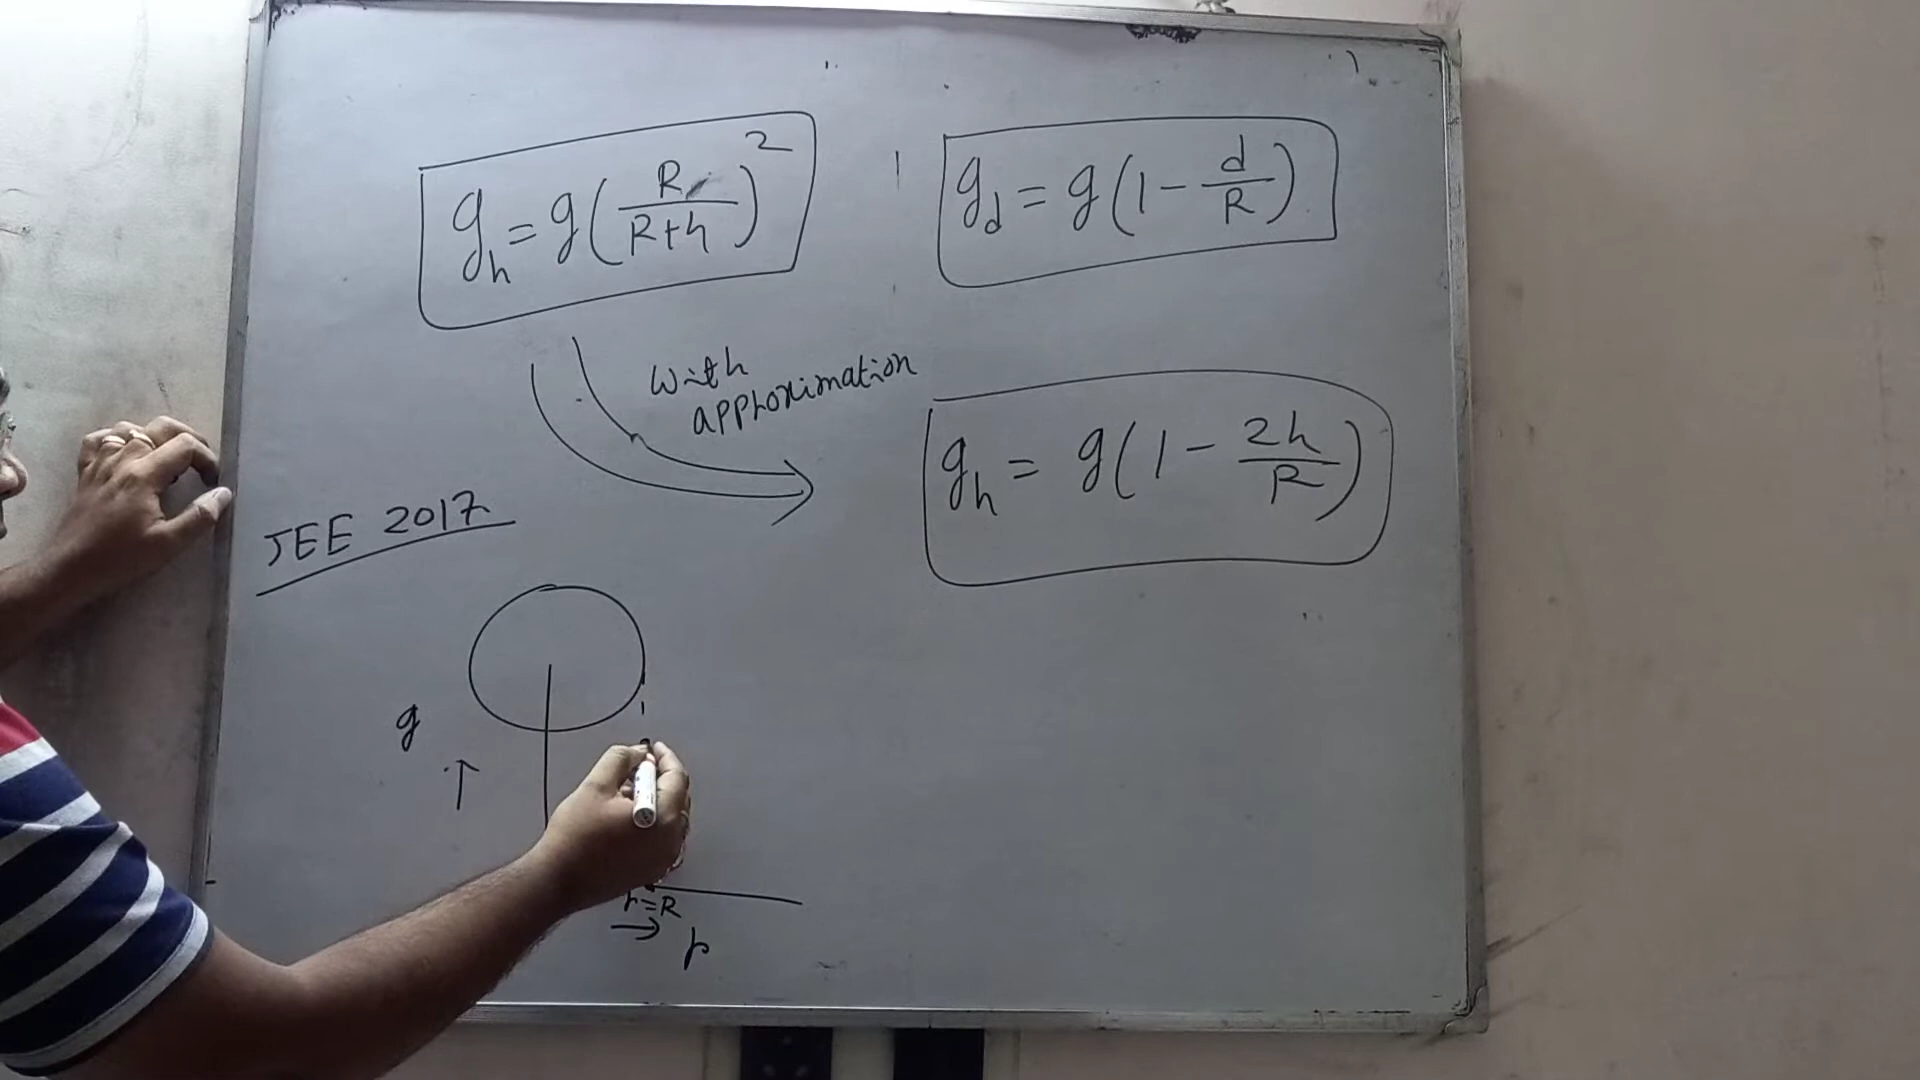 g_h = g(R/(R+h))^2
g_d = g(1 - d/R)
with
approximation
g_h = g(1 - 2h/R)
JEE 2017
g
r=R
r